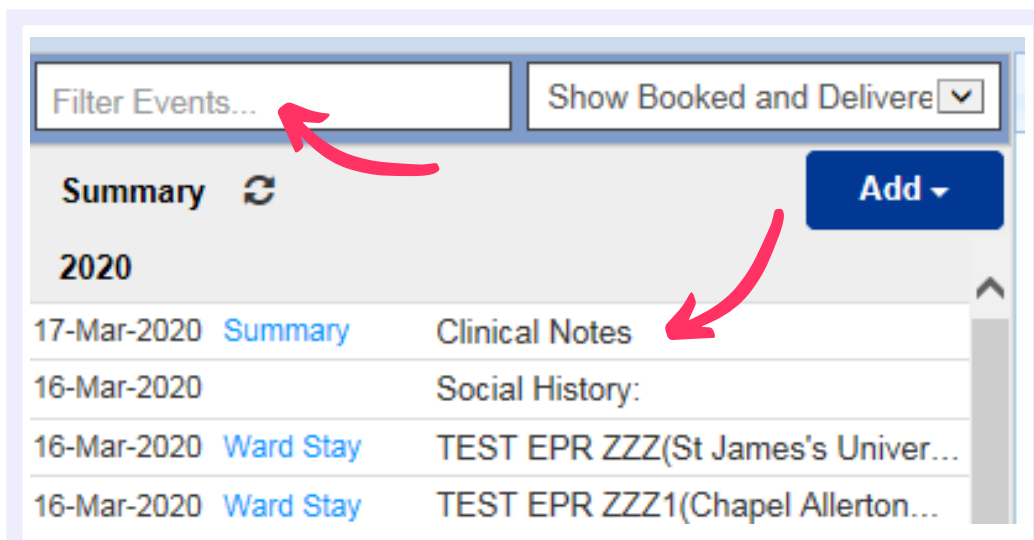 Filter Events... Show Booked and Delivere
Summary Add
2020
17-Mar-2020 Summary Clinical Notes
16-Mar-2020 Social History:
16-Mar-2020 Ward Stay TEST EPR ZZZ(St James's Univer...
16-Mar-2020 Ward Stay TEST EPR ZZZ1(Chapel Allerton...